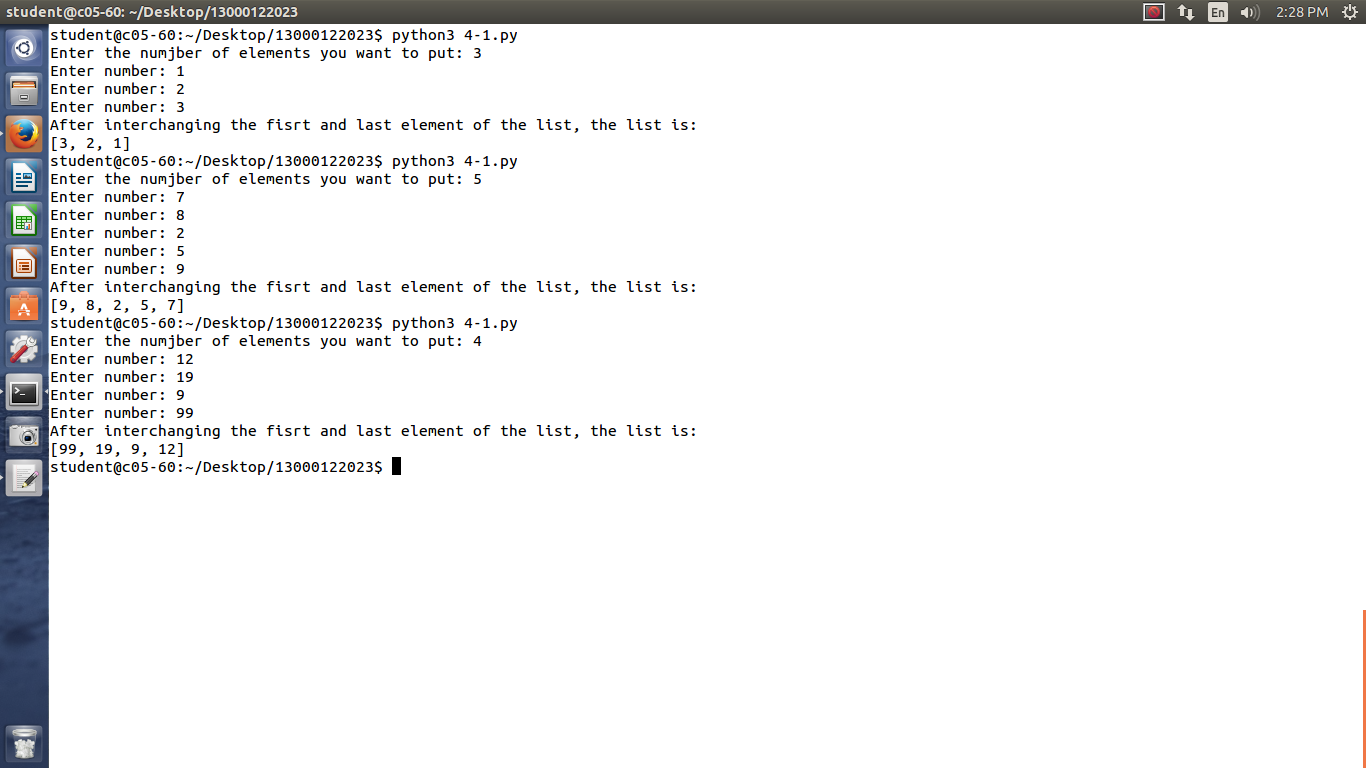 student@c05-60: ~/Desktop/13000122023
En
2:28 PM
student@c05-60:~/Desktop/13000122023$ python3 4-1.py
Enter the numjber of elements you want to put: 3
Enter number: 1
Enter number: 2
Enter number: 3
After interchanging the fisrt and last element of the list, the list is:
[3, 2, 1]
student@c05-60:~/Desktop/13000122023$ python3 4-1.py
Enter the numjber of elements you want to put: 5
Enter number: 7
Enter number: 8
Enter number: 2
Enter number: 5
Enter number: 9
After interchanging the fisrt and last element of the list, the list is:
[9, 8, 2, 5, 7]
student@c05-60:~/Desktop/13000122023$ python3 4-1.py
Enter the numjber of elements you want to put: 4
Enter number: 12
Enter number: 19
Enter number: 9
Enter number: 99
After interchanging the fisrt and last element of the list, the list is:
[99, 19, 9, 12]
student@c05-60:~/Desktop/13000122023$